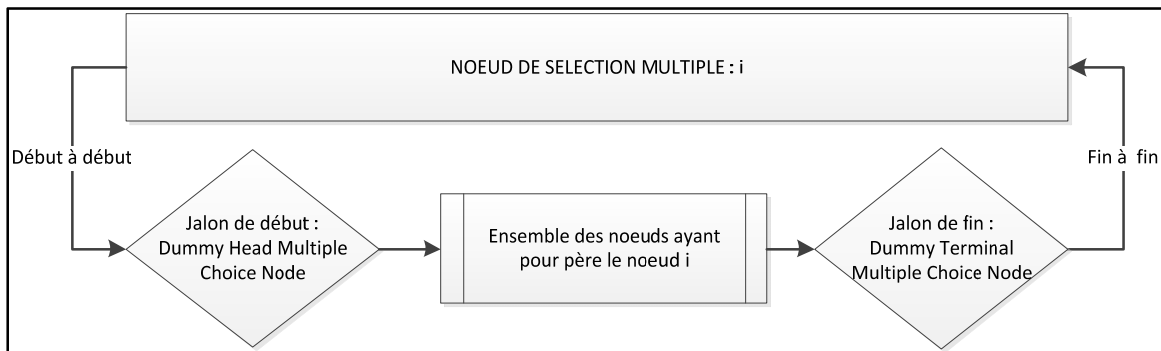 NOEUD DE SELECTION MULTIPLE : i
Début à début
Fin à fin
Jalon de début :
Dummy Head Multiple
Choice Node
Ensemble des noeuds ayant
pour père le noeud i
Jalon de fin :
Dummy Terminal
Multiple Choice Node